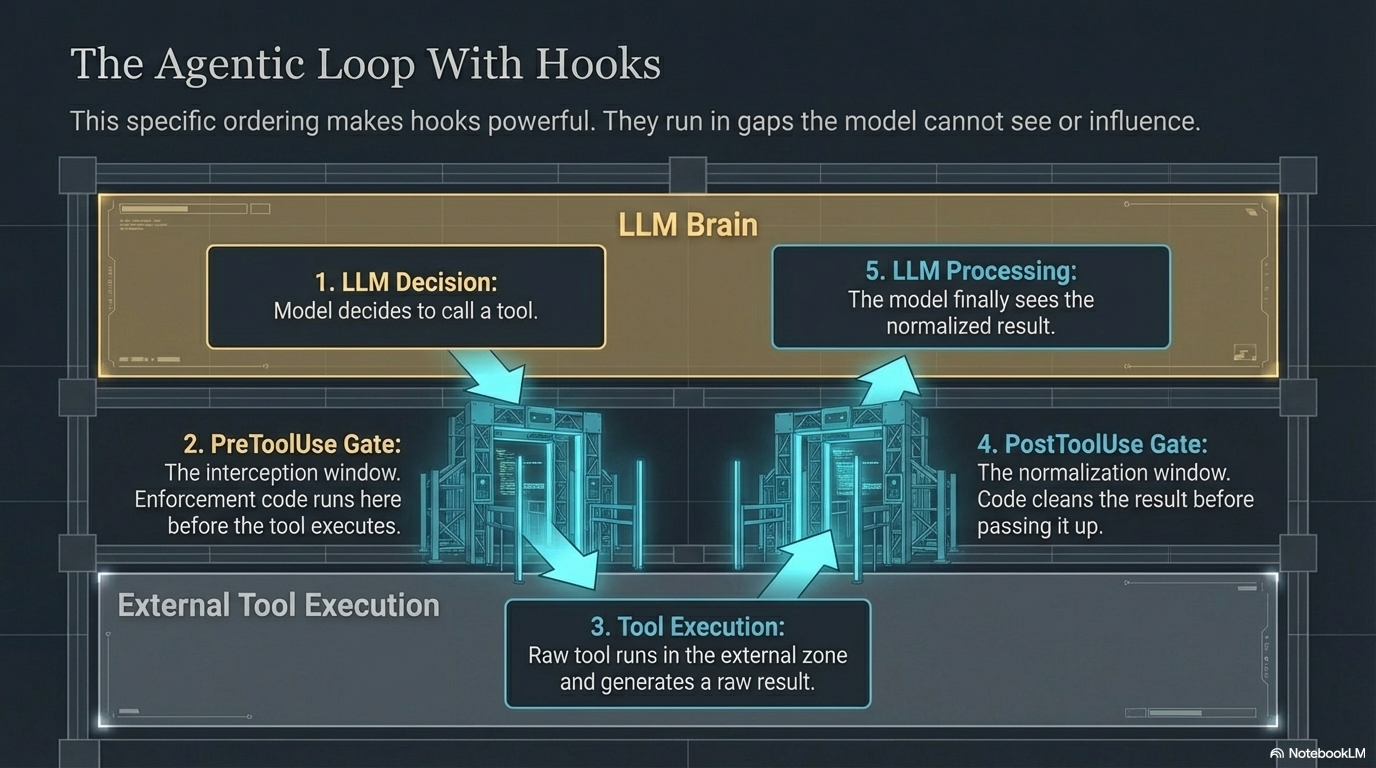 The Agentic Loop With Hooks
This specific ordering makes hooks powerful. They run in gaps the model cannot see or influence.
LLM Brain
1. LLM Decision:
Model decides to call a tool.
5. LLM Processing:
The model finally sees the
normalized result.
2. PreToolUse Gate:
The interception window.
Enforcement code runs here
before the tool executes.
4. PostToolUse Gate:
The normalization window.
Code cleans the result before
passing it up.
External Tool Execution
3. Tool Execution:
Raw tool runs in the external zone
and generates a raw result.
NotebookLM